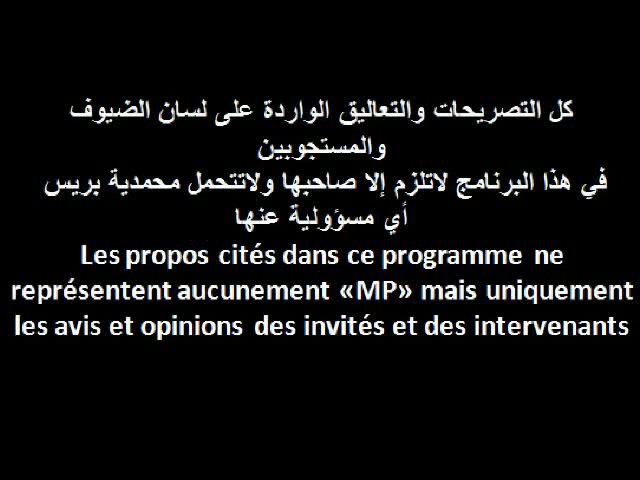 كل التصريحات والتعاليق الواردة على لسان الضيوف
والمستجوبين
في هذا البرنامج لاتلزم إلا صاحبها ولاتتحمل محمدية بريس
أي مسؤولية عنها
Les propos cités dans ce programme ne
représentent aucunement «MP» mais uniquement
les avis et opinions des invités et des intervenants